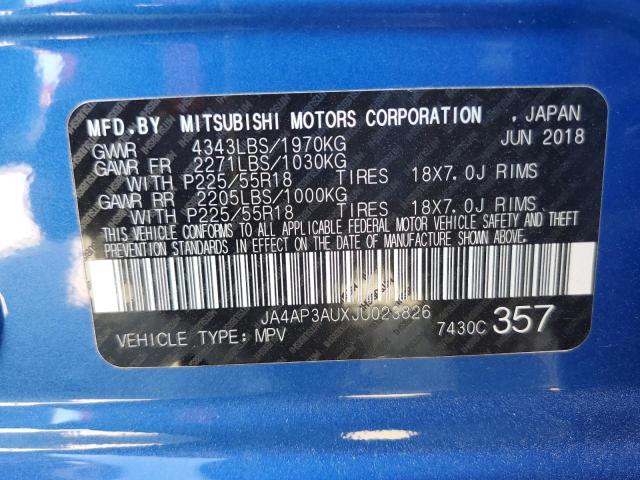 MFD.BY MITSUBISHI MOTORS CORPORATION , JAPAN
GVWR 4343LBS/1970KG JUN 2018
GAWR FR 2271LBS/1030KG
WITH P225/55R18 TIRES 18X7.0J RIMS
GAWR RR 2205LBS/1000KG
WITH P225/55R18 TIRES 18X7.0J RIMS
THIS VEHICLE CONFORMS TO ALL APPLICABLE FEDERAL MOTOR VEHICLE SAFETY AND THEFT
PREVENTION STANDARDS IN EFFECT ON THE DATE OF MANUFACTURE SHOWN ABOVE.
JA4AP3AUXJU023826
VEHICLE TYPE: MPV 7430C 357